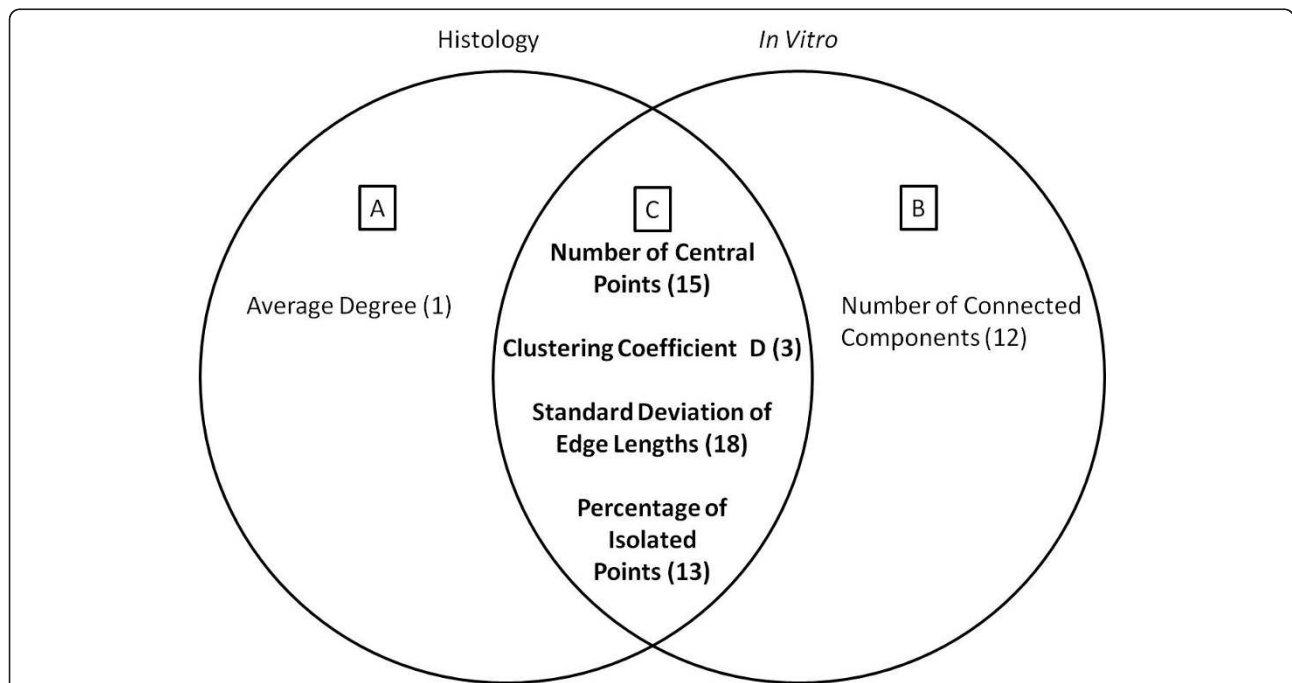 Histology
In Vitro
A
C
B
Number of Central
Points (15)
Average Degree (1)
Number of Connected
Components (12)
Clustering Coefficient D (3)
Standard Deviation of
Edge Lengths (18)
Percentage of
Isolated
Points (13)